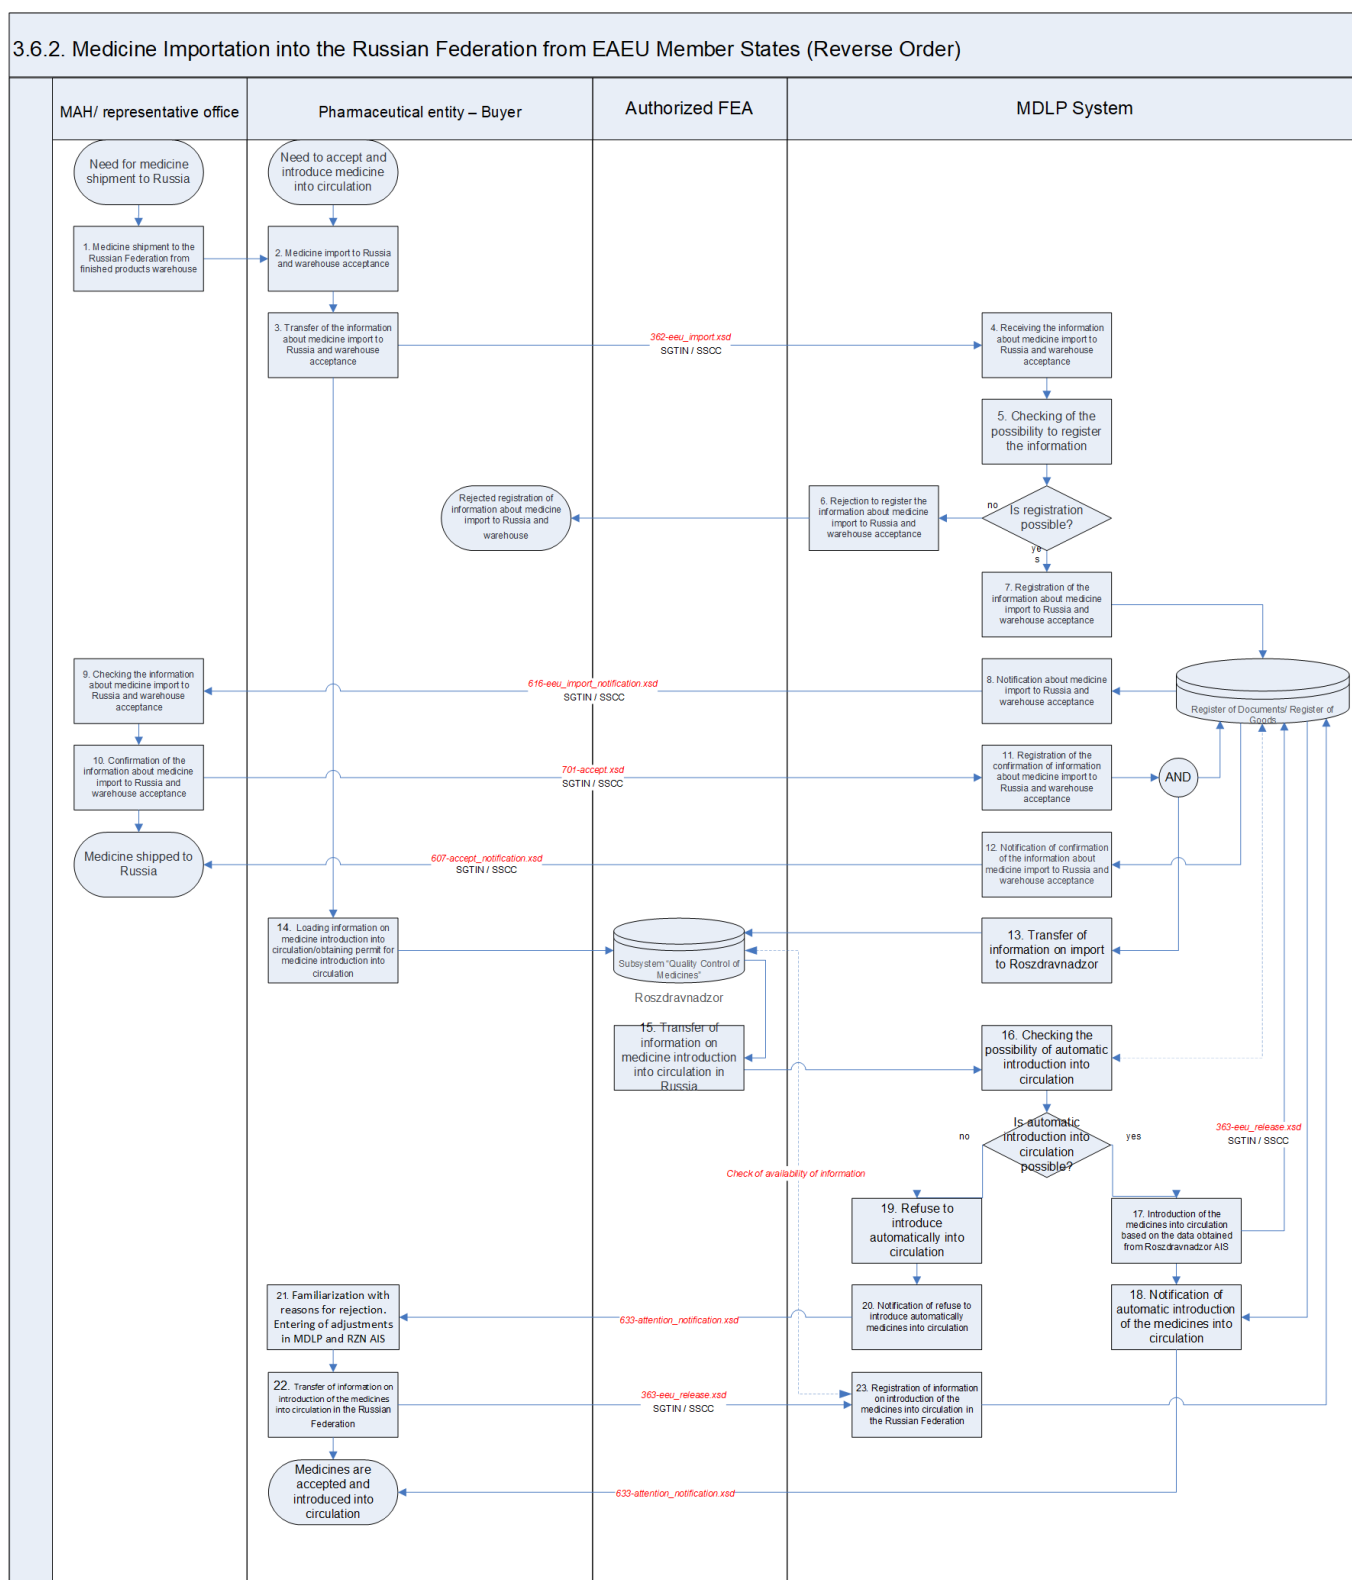 3.6.2. Medicine Importation into the Russian Federation from EAEU Member States (Reverse Order)
MAH/ representative office
Pharmaceutical entity – Buyer
Authorized FEA
MDLP System
Need for medicine
shipment to Russia
Need to accept and
introduce medicine
into circulation
1. Medicine shipment to the
Russian Federation from
finished products warehouse
2. Medicine import to Russia
and warehouse acceptance
3. Transfer of the information
about medicine import to
Russia and warehouse
acceptance
362-eeu_import.xsd
SGTIN / SSCC
4. Receiving the information
about medicine import to
Russia and warehouse
acceptance
5. Checking of the
possibility to register
the information
Rejected registration of
information about medicine
import to Russia and
warehouse
6. Rejection to register the
information about medicine
import to Russia and
warehouse acceptance
no
Is registration
possible?
ye
s
7. Registration of the
information about medicine
import to Russia and
warehouse acceptance
9. Checking the information
about medicine import to
Russia and warehouse
acceptance
616-eeu_import_notification.xsd
SGTIN / SSCC
8. Notification about medicine
import to Russia and
warehouse acceptance
Register of Documents/ Register of
Goods
10. Confirmation of the
information about medicine
import to Russia and
warehouse acceptance
701-accept.xsd
SGTIN / SSCC
11. Registration of the
confirmation of information
about medicine import to
Russia and warehouse
acceptance
AND
Medicine shipped to
Russia
607-accept_notification.xsd
SGTIN / SSCC
12. Notification of confirmation
of the information about
medicine import to Russia and
warehouse acceptance
14. Loading information on
medicine introduction into
circulation/obtaining permit for
medicine introduction into
circulation
Subsystem "Quality Control of
Medicines"
Roszdravnadzor
13. Transfer of
information on import
to Roszdravnadzor
15. Transfer of
information on
medicine introduction
into circulation in
Russia
16. Checking the
possibility of automatic
introduction into
circulation
no
Is automatic
introduction into
circulation
possible?
yes
363-eeu_release.xsd
SGTIN / SSCC
Check of availability of information
19. Refuse to
introduce
automatically into
circulation
17. Introduction of the
medicines into circulation
based on the data obtained
from Roszdravnadzor AIS
21. Familiarization with
reasons for rejection.
Entering of adjustments
in MDLP and RZN AIS
633-attention_notification.xsd
20. Notification of refuse to
introduce automatically
medicines into circulation
18. Notification of
automatic introduction
of the medicines into
circulation
22. Transfer of information on
introduction of the medicines
into circulation in the Russian
Federation
363-eeu_release.xsd
SGTIN / SSCC
23. Registration of information
on introduction of the
medicines into circulation in
the Russian Federation
Medicines are
accepted and
introduced into
circulation
633-attention_notification.xsd